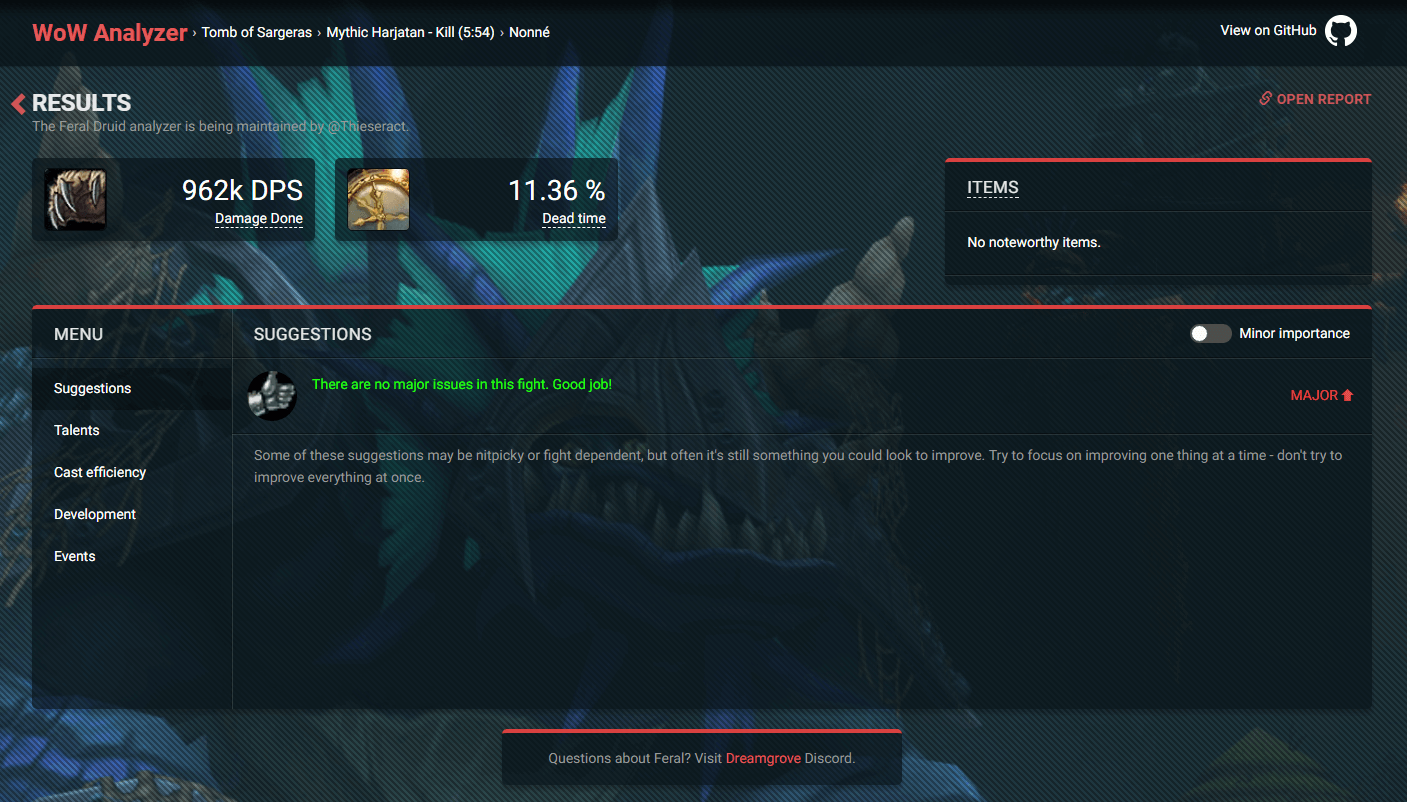 WoW Analyzer › Tomb of Sargeras › Mythic Harjatan - Kill (5:54) › Nonné
View on GitHub
RESULTS
OPEN REPORT
The Feral Druid analyzer is being maintained by @Thieseract.
962k DPS
Damage Done
11.36 %
Dead time
ITEMS
No noteworthy items.
MENU
Suggestions
Talents
Cast efficiency
Development
Events
SUGGESTIONS
Minor importance
There are no major issues in this fight. Good job!
MAJOR
Some of these suggestions may be nitpicky or fight dependent, but often it's still something you could look to improve. Try to focus on improving one thing at a time - don't try to
improve everything at once.
Questions about Feral? Visit Dreamgrove Discord.